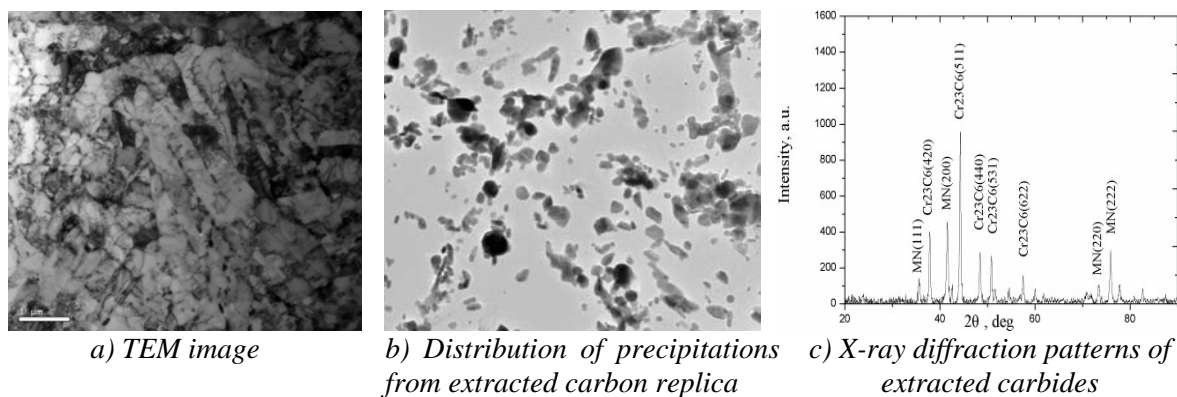 1 µm
1600
1400
1200
1000
800
600
400
200
0
Intensity, a.u.
MN(111)
Cr23C6(420)
MN(200)
Cr23C6(511)
Cr23C6(440)
Cr23C6(531)
Cr23C6(622)
MN(220)
MN(222)
20 40 60 80
2θ , deg
a) TEM image
b) Distribution of precipitations
from extracted carbon replica
c) X-ray diffraction patterns of
extracted carbides